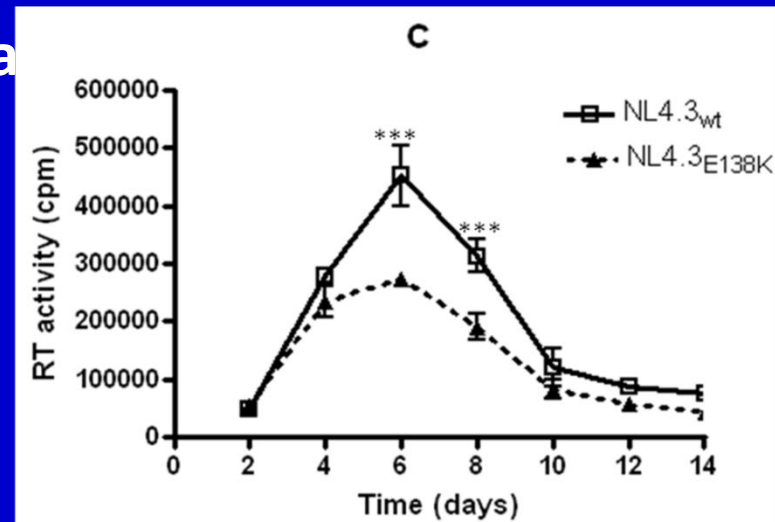 a
C
600000
500000
400000
300000
200000
100000
0
RT activity (cpm)
***
***
NL4.3wt
NL4.3E138K
0 2 4 6 8 10 12 14
Time (days)